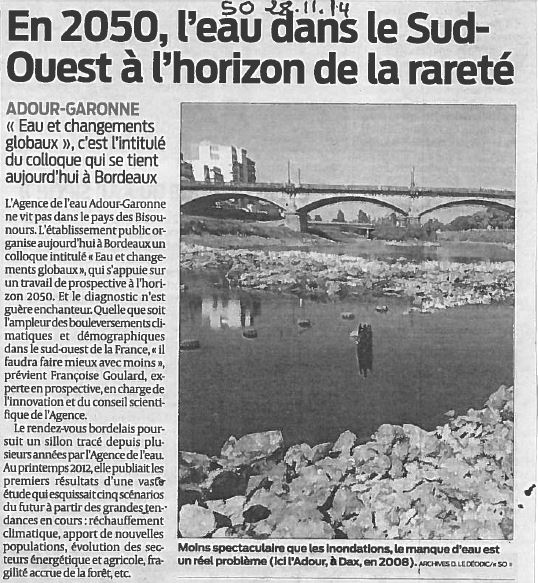 SO 28.11.14
En 2050, l'eau dans le Sud-
Ouest à l'horizon de la rareté
ADOUR-GARONNE
« Eau et changements
globaux », c'est l'intitulé
du colloque qui se tient
aujourd'hui à Bordeaux
L'Agence de l'eau Adour-Garonne
ne vit pas dans le pays des Bisou-
nours. L'établissement public or-
ganise aujourd'hui à Bordeaux un
colloque intitulé « Eau et change-
ments globaux », qui s'appuie sur
un travail de prospective à l'hori-
zon 2050. Et le diagnostic n'est
guère enchanteur. Quelle que soit
l'ampleur des bouleversements cli-
matiques et démographiques
dans le sud-ouest de la France, « il
faudra faire mieux avec moins »,
prévient Françoise Goulard, ex-
perte en prospective, en charge de
l'innovation et du conseil scienti-
fique de l'Agence.
Le rendez-vous bordelais pour-
suit un sillon tracé depuis plu-
sieurs années par l'Agence de l'eau.
Au printemps 2012, elle publiait les
premiers résultats d'une vaste
étude qui esquissait cinq scénarios
du futur à partir des grandes ten-
dances en cours : réchauffement
climatique, apport de nouvelles
populations, évolution des sec-
teurs énergétique et agricole, fra-
gilité accrue de la forêt, etc.
Moins spectaculaire que les inondations, le manque d'eau est
un réel problème (ici l'Adour, à Dax, en 2008). ARCHIVES D. LE DÉODIC/« SO »